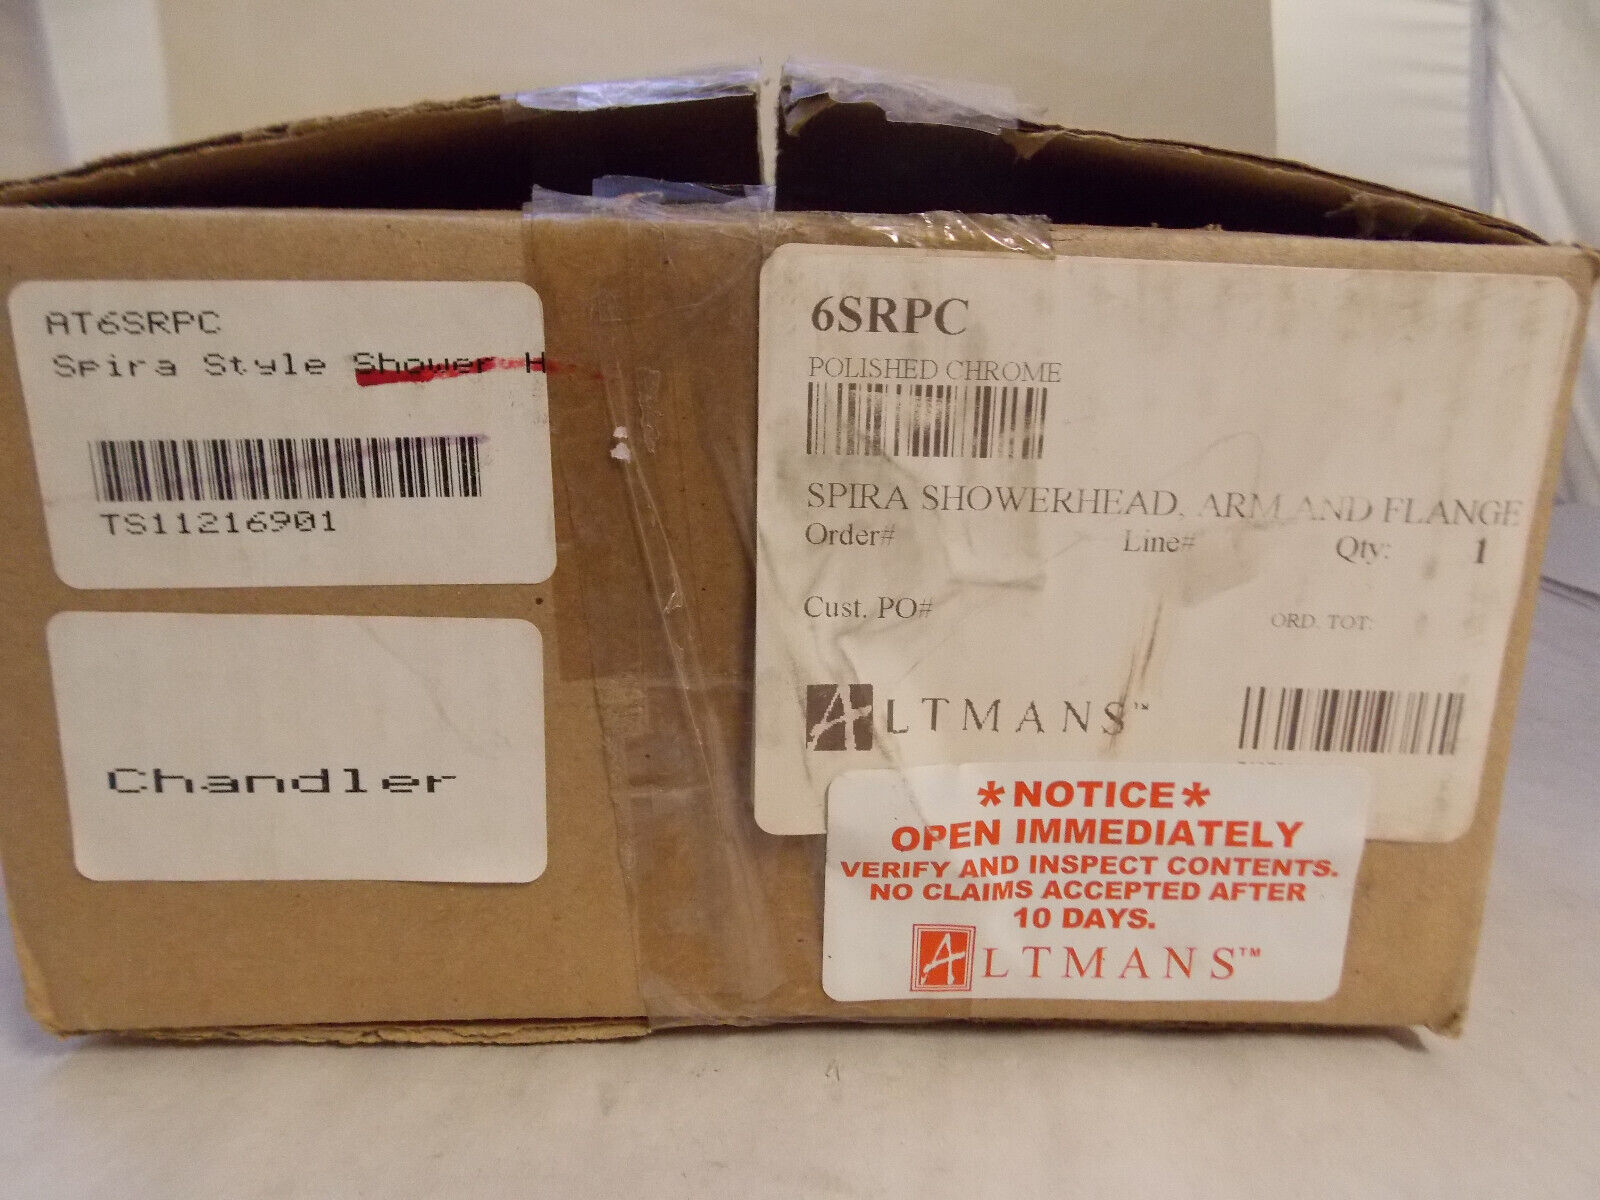 AT6SRPC
Spira Style Shower H
TS11216901
Chandler
6SRPC
POLISHED CHROME
SPIRA SHOWERHEAD, ARM AND FLANGE
Order# Line# Qty: 1
Cust. PO# ORD. TOT:
ALTMANS™
*NOTICE*
OPEN IMMEDIATELY
VERIFY AND INSPECT CONTENTS.
NO CLAIMS ACCEPTED AFTER
10 DAYS.
ALTMANS™